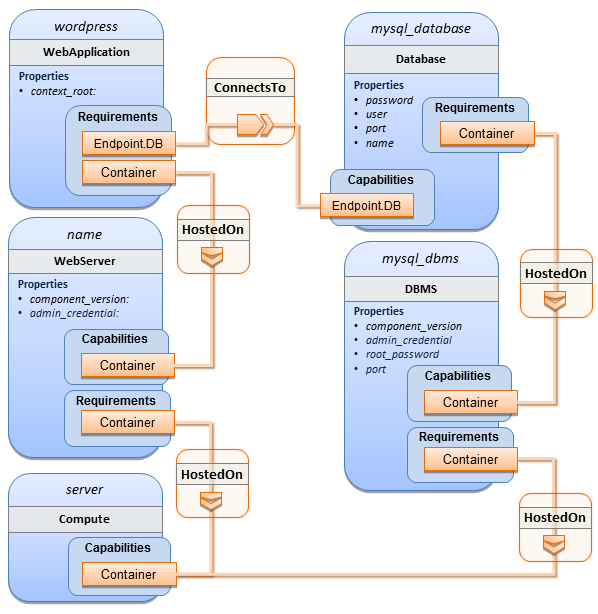 wordpress
WebApplication
Properties
• context_root:
Requirements
Endpoint.DB
Container
ConnectsTo
mysql_database
Database
Properties
• password
• user
• port
• name
Requirements
Container
Capabilities
Endpoint.DB
HostedOn
name
WebServer
Properties
• component_version:
• admin_credential:
Capabilities
Container
Requirements
Container
HostedOn
mysql_dbms
DBMS
Properties
• component_version
• admin_credential
• root_password
• port
Capabilities
Container
Requirements
Container
HostedOn
server
Compute
Capabilities
Container
HostedOn